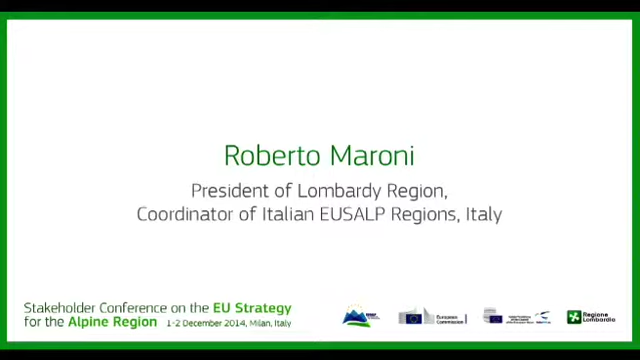 Roberto Maroni
President of Lombardy Region,
Coordinator of Italian EUSALP Regions, Italy
Stakeholder Conference on the EU Strategy
for the Alpine Region 1-2 December 2014, Milan, Italy
European
Commission
Regione
Lombardia